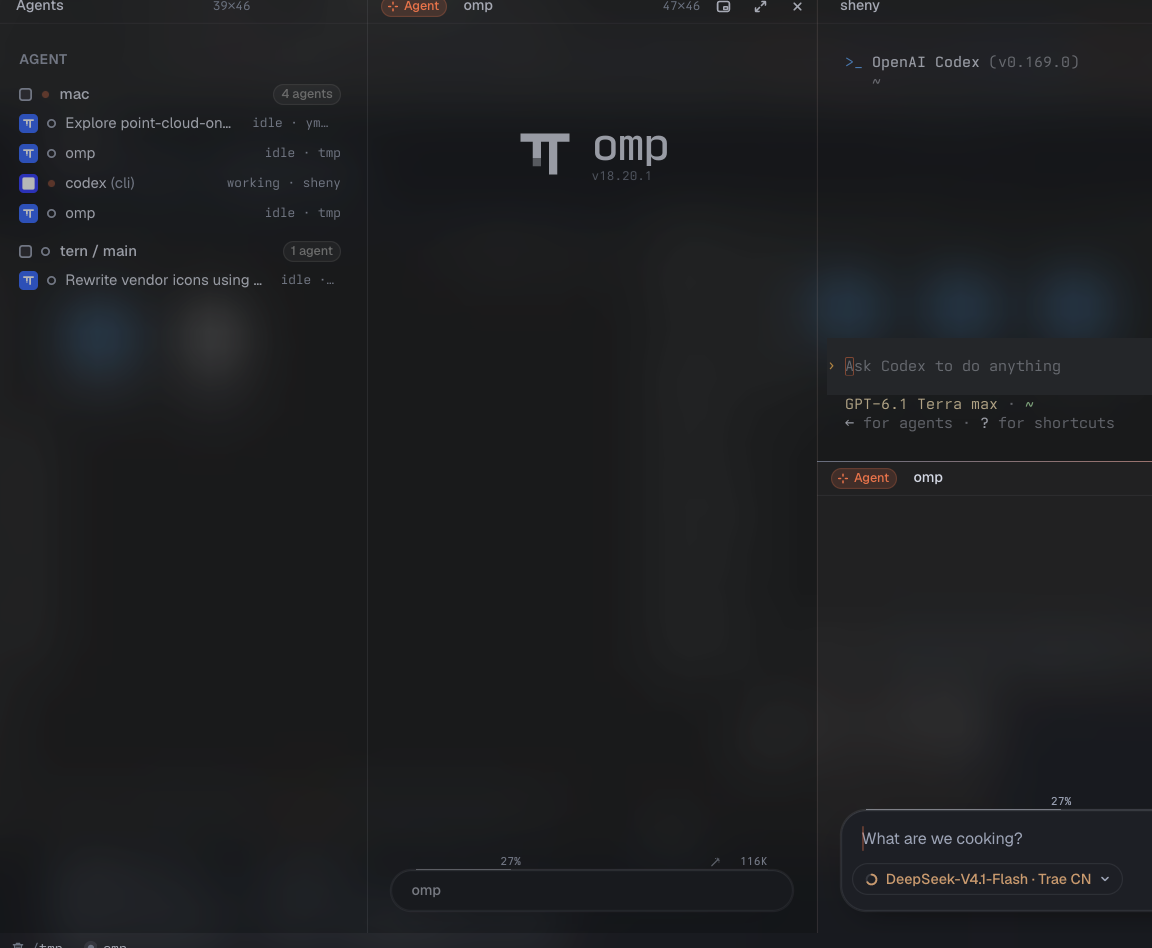 Agents 39×46
AGENT
mac 4 agents
Explore point-cloud-on… idle · ym…
omp idle · tmp
codex (cli) working · sheny
omp idle · tmp
tern / main 1 agent
Rewrite vendor icons using … idle ·…
Agent omp 47×46
omp
v18.20.1
27% 116K
omp
sheny
>_ OpenAI Codex (v0.169.0)
~
› Ask Codex to do anything
GPT-6.1 Terra max · ~
← for agents · ? for shortcuts
Agent omp
27%
What are we cooking?
DeepSeek-V4.1-Flash · Trae CN
/tmp omp